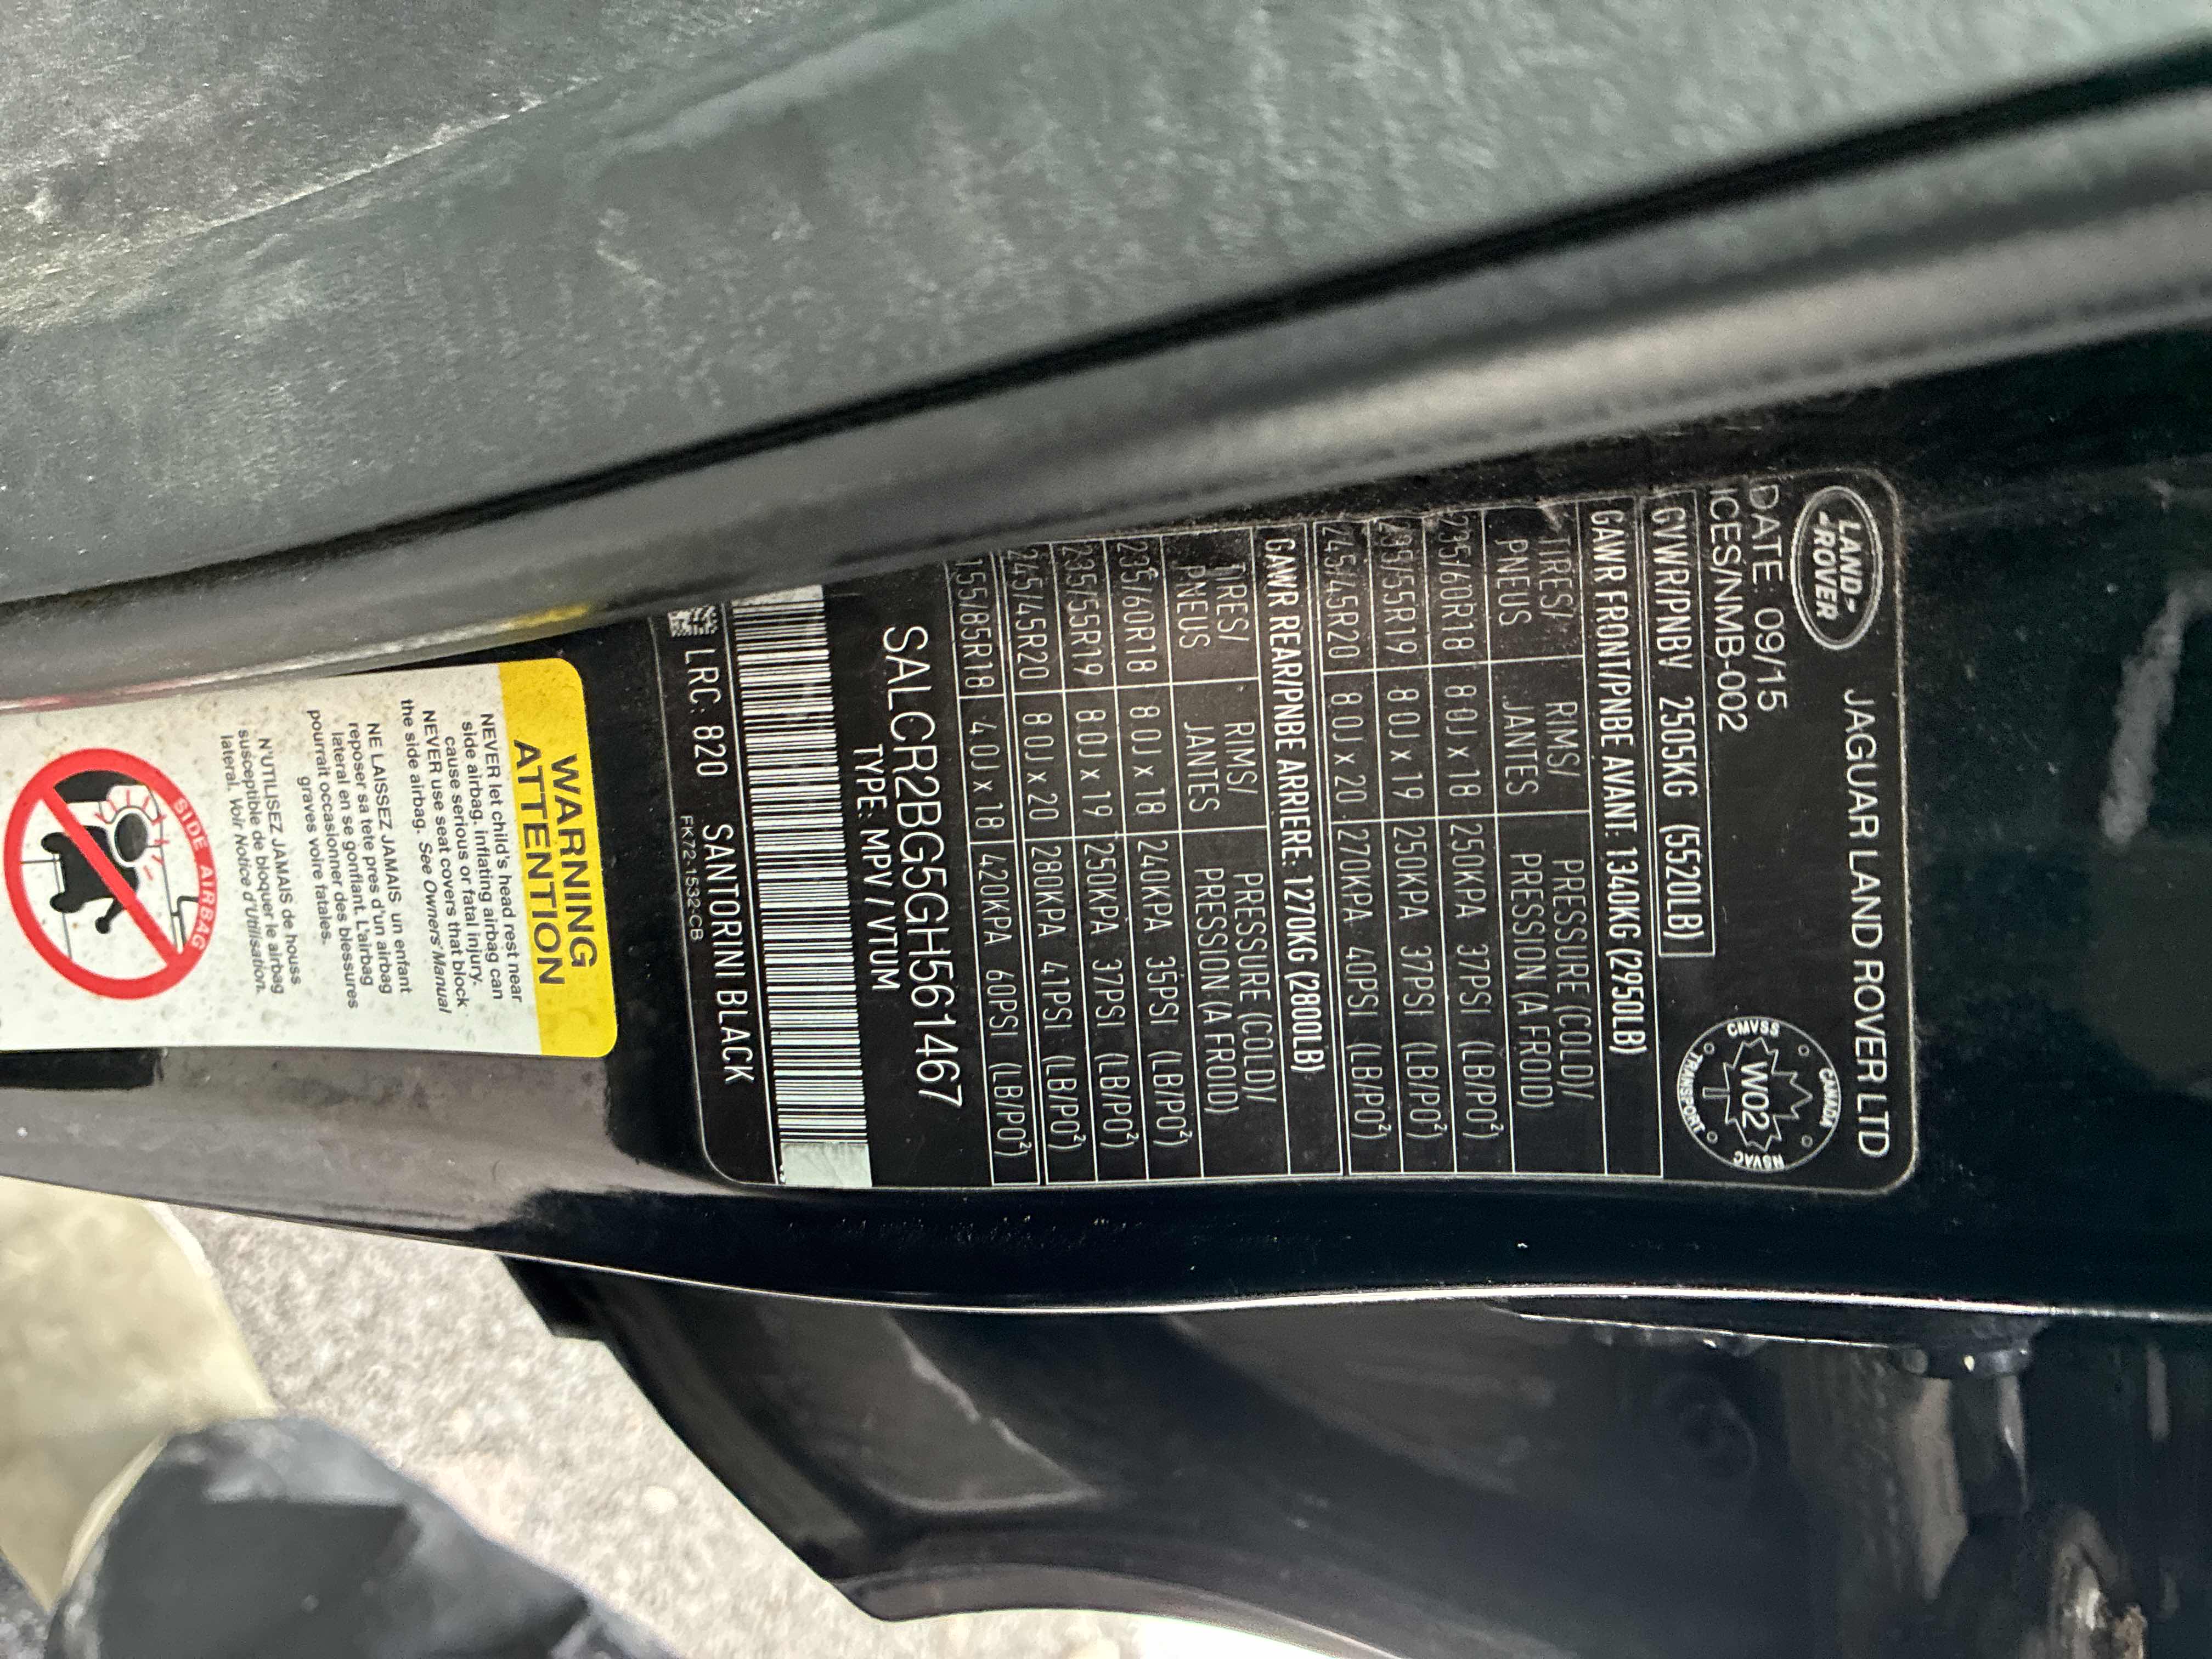 LAND-
-ROVER
JAGUAR LAND ROVER LTD
DATE: 09/15
ICES/NMB-002
CANADA
CMVSS
W02
NSVAC
TRANSPORT
GVWR/PNBV 2505KG (5520LB)
GAWR FRONT/PNBE AVANT: 1340KG (2950LB)
TIRES/ RIMS/ PRESSURE (COLD)/
PNEUS JANTES PRESSION (A FROID)
235/60R18 8.0J x 18 250KPA 37PSI (LB/PO²)
235/55R19 8.0J x 19 250KPA 37PSI (LB/PO²)
245/45R20 8.0J x 20 270KPA 40PSI (LB/PO²)
GAWR REAR/PNBE ARRIERE: 1270KG (2800LB)
TIRES/ RIMS/ PRESSURE (COLD)/
PNEUS JANTES PRESSION (A FROID)
235/60R18 8.0J x 18 240KPA 35PSI (LB/PO²)
235/55R19 8.0J x 19 250KPA 37PSI (LB/PO²)
245/45R20 8.0J x 20 280KPA 41PSI (LB/PO²)
155/85R18 4.0J x 18 420KPA 60PSI (LB/PO²)
SALCR2BG5GH561467
TYPE: MPV / VTUM
LRC: 820 SANTORINI BLACK
FK72-1532-CB
WARNING
ATTENTION
NEVER let child's head rest near
side airbag, inflating airbag can
cause serious or fatal injury.
NEVER use seat covers that block
the side airbag. See Owners' Manual
NE LAISSEZ JAMAIS un enfant
reposer sa tete pres d'un airbag
lateral en se gonflant. L'airbag
pourrait occasionner des blessures
graves voire fatales.
N'UTILISEZ JAMAIS de houss
susceptible de bloquer le airbag
lateral. Voir Notice d'Utilisation.
SIDE AIRBAG